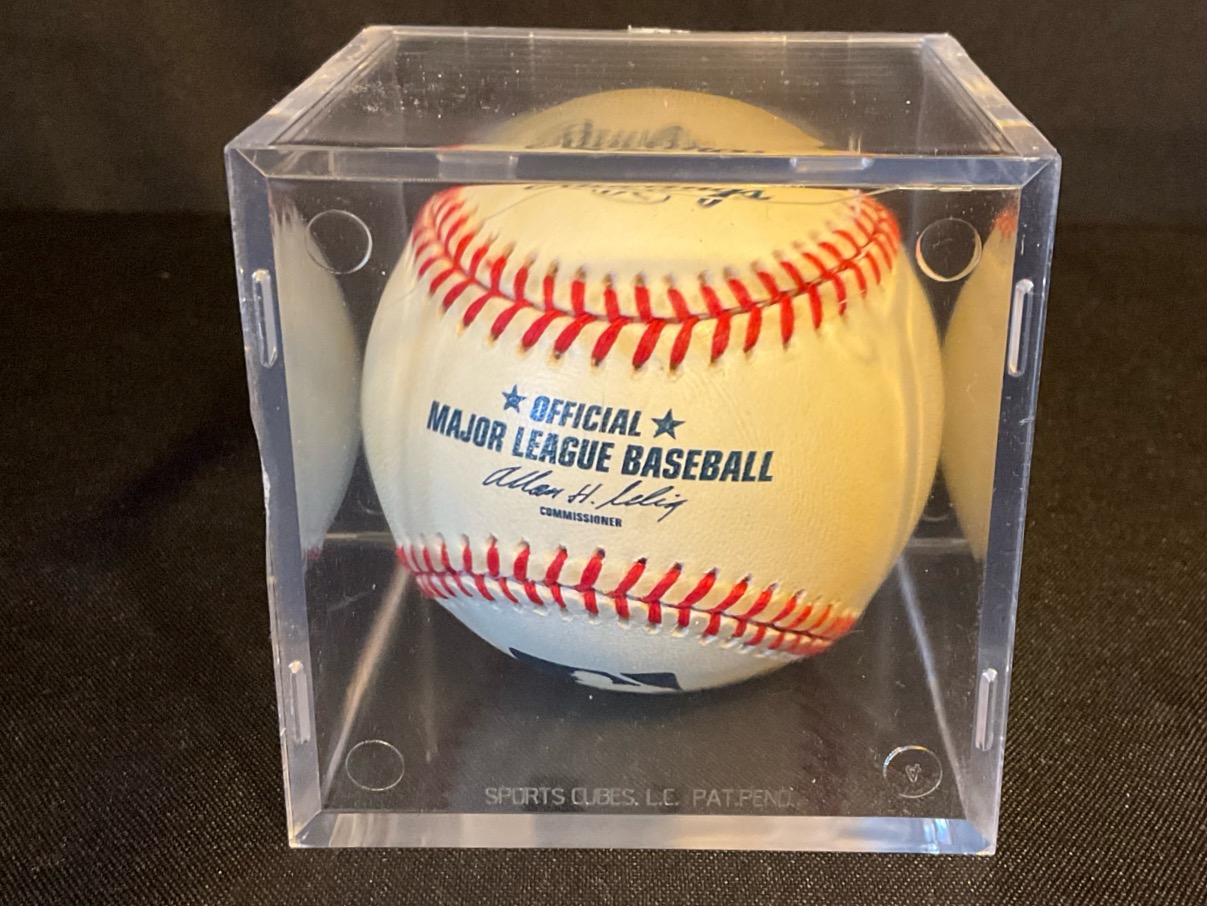 ★ OFFICIAL ★
MAJOR LEAGUE BASEBALL
Allan H. Selig
COMMISSIONER
SPORTS CUBES, L.C. PAT.PEND.
A